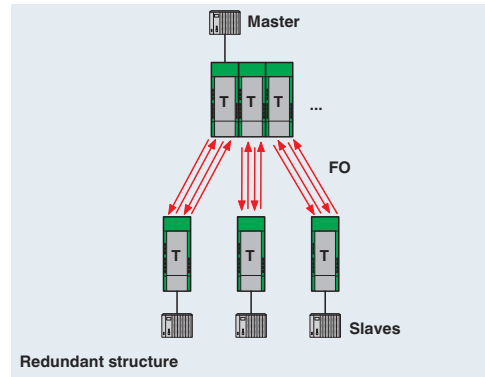 Master
T T T ...
FO
T T T
Slaves
Redundant structure